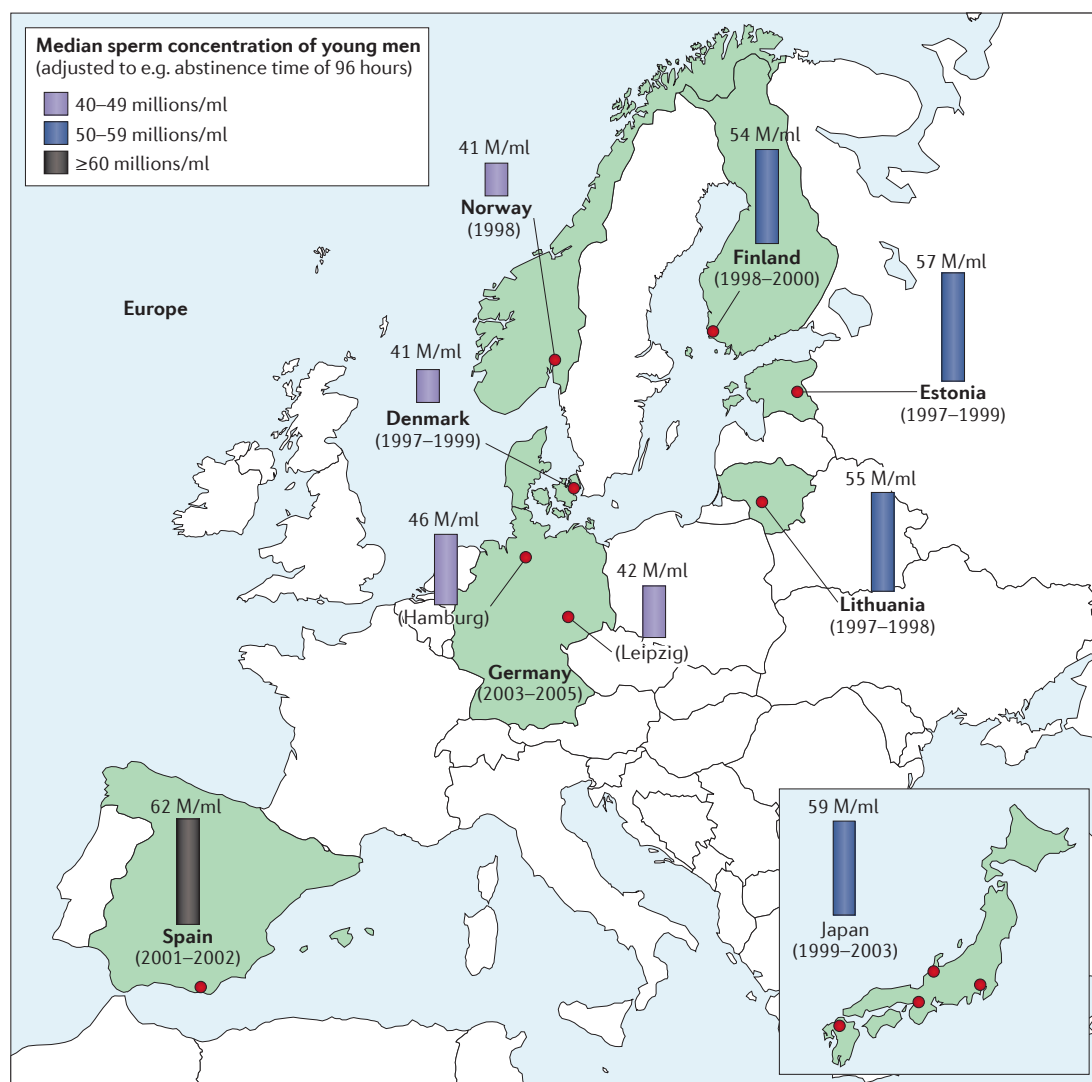 Median sperm concentration of young men
(adjusted to e.g. abstinence time of 96 hours)
40–49 millions/ml
50–59 millions/ml
≥60 millions/ml
41 M/ml
Norway
(1998)
54 M/ml
Finland
(1998–2000)
57 M/ml
Estonia
(1997–1999)
Europe
41 M/ml
Denmark
(1997–1999)
55 M/ml
Lithuania
(1997–1998)
46 M/ml
(Hamburg)
42 M/ml
(Leipzig)
Germany
(2003–2005)
62 M/ml
Spain
(2001–2002)
59 M/ml
Japan
(1999–2003)